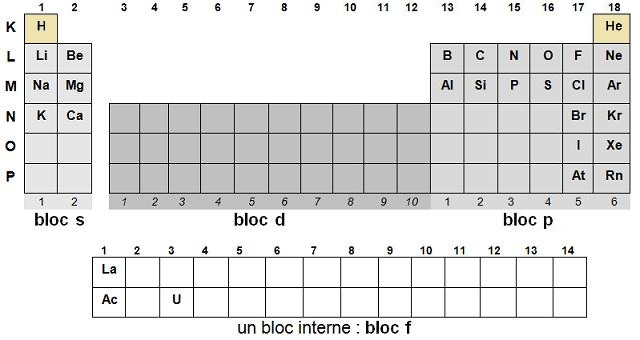 1 2 3 4 5 6 7 8 9 10 11 12 13 14 15 16 17 18
K H He
L Li Be B C N O F Ne
M Na Mg Al Si P S Cl Ar
N K Ca Br Kr
O I Xe
P At Rn
1 2 1 2 3 4 5 6 7 8 9 10 1 2 3 4 5 6
bloc s bloc d bloc p
1 2 3 4 5 6 7 8 9 10 11 12 13 14
La
Ac U
un bloc interne : bloc f